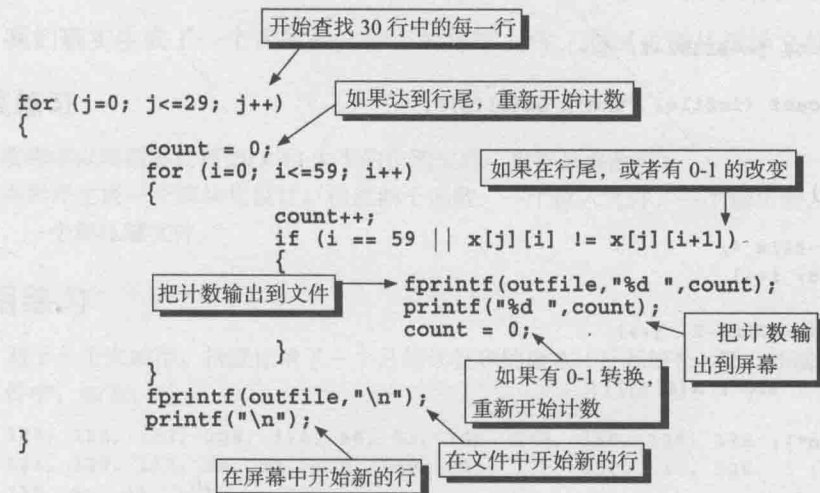 开始查找 30 行中的每一行
for (j=0; j<=29; j++)
如果达到行尾，重新开始计数
{
count = 0;
for (i=0; i<=59; i++)
如果在行尾，或者有 0-1 的改变
{
count++;
if (i == 59 || x[j][i] != x[j][i+1])
{
把计数输出到文件
fprintf(outfile,"%d ",count);
printf("%d ",count);
count = 0;
把计数输
出到屏幕
}
如果有 0-1 转换，
重新开始计数
}
fprintf(outfile,"\n");
printf("\n");
}
在屏幕中开始新的行
在文件中开始新的行